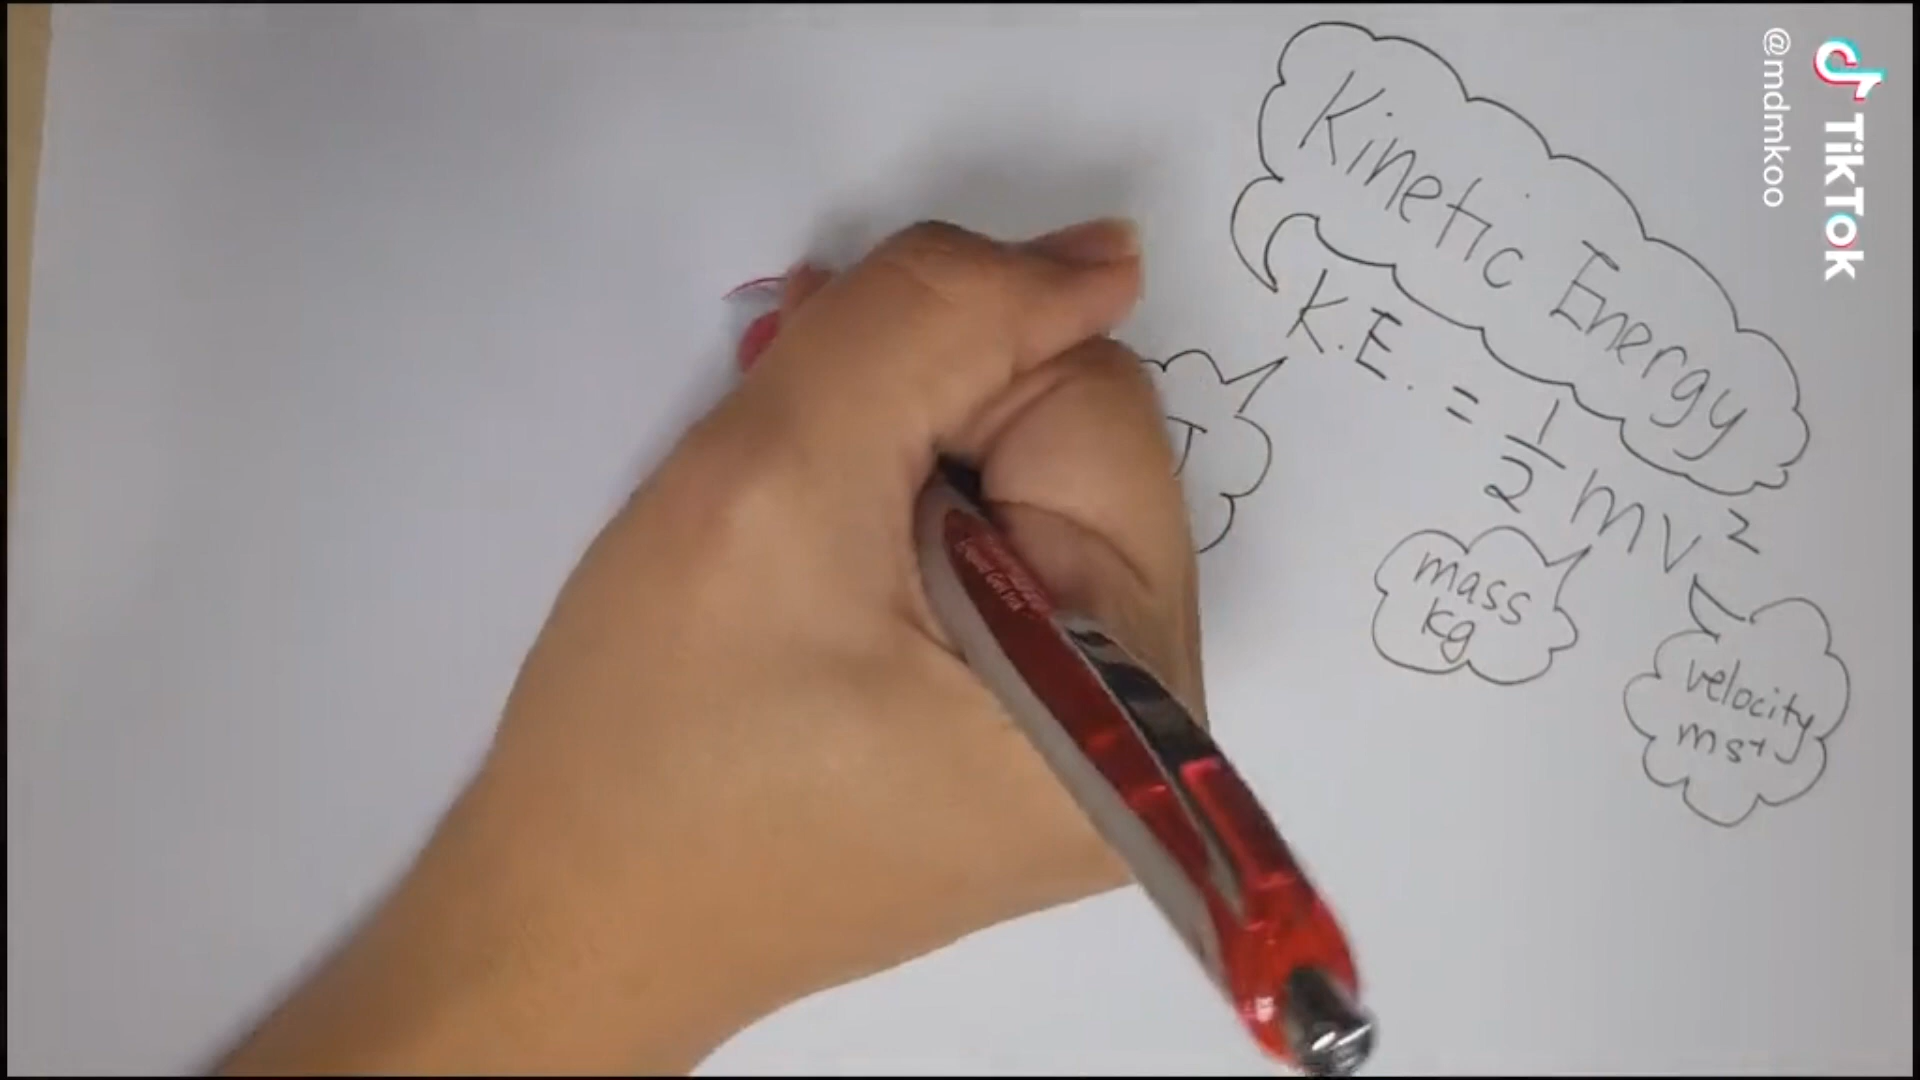 Kinetic Energy
K.E. = 1/2 mv²
J
mass
kg
velocity
ms⁻¹
TikTok
@mdmkoo